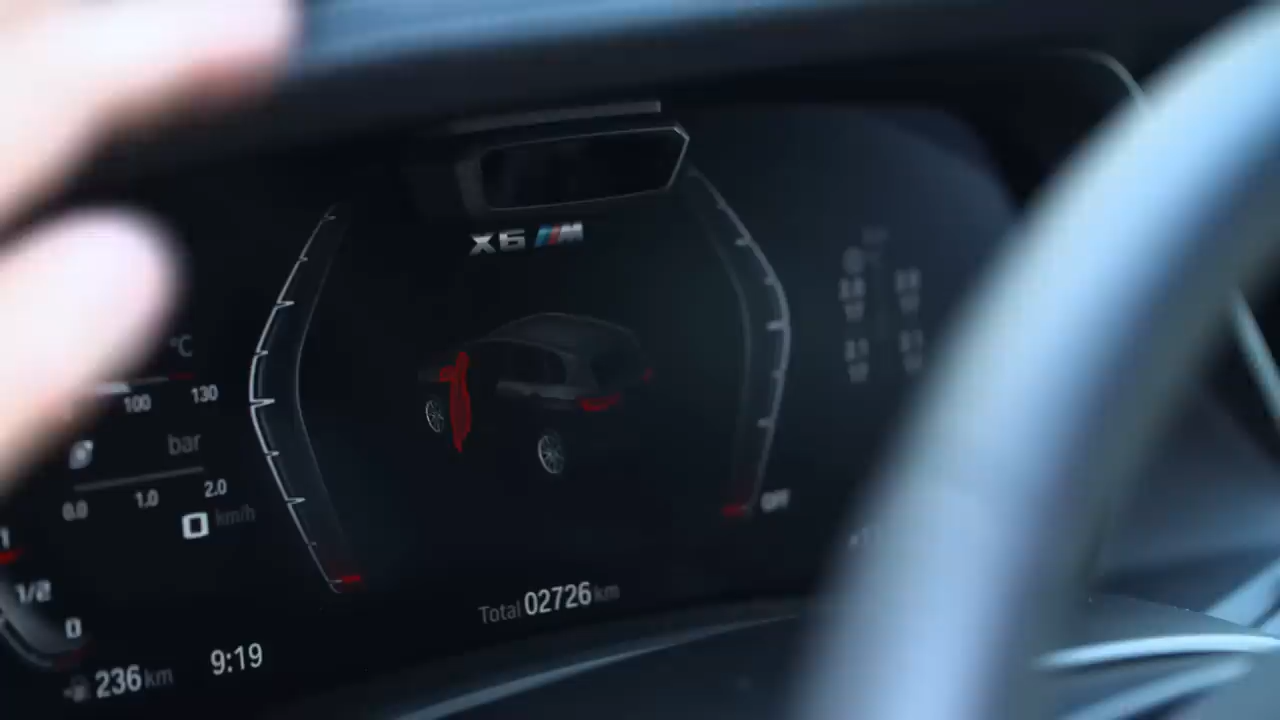 X6 M
°C
100 130
bar
0.0 1.0 2.0
0 km/h
1
1/2
0
OFF
Total 02726 km
236 km
9:19